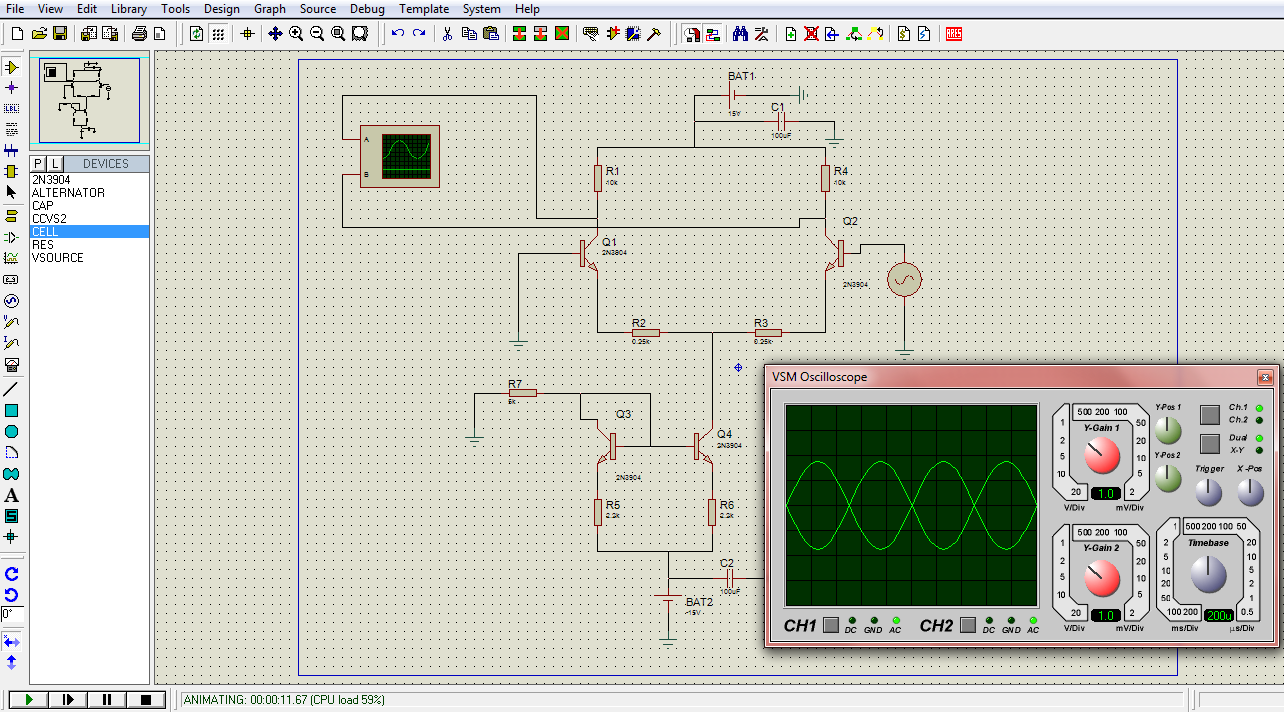 File View Edit Library Tools Design Graph Source Debug Template System Help
P L DEVICES
2N3904
ALTERNATOR
CAP
CCVS2
CELL
RES
VSOURCE
LBL
A
0°
BAT1
15V
C1
100uF
A
B
R1
10k
R4
10k
Q2
Q1
2N3904
2N3904
R2
0.25k
R3
0.25k
R7
Q3
Q4
2N3904
2N3904
R5
2.2k
R6
2.2k
C2
100uF
BAT2
VSM Oscilloscope
500 200 100
1 50
2 Y-Gain 1 20
5 10
10 5
20 1.0 2
V/Div mV/Div
500 200 100
1 50
2 Y-Gain 2 20
5 10
10 5
20 1.0 2
V/Div mV/Div
Y-Pos 1
Y-Pos 2
Ch.1
Ch.2
Dual
X-Y
Trigger X -Pos
1 500 200 100 50
2 Timebase 20
5 10
10 5
20 2
50 1
100 200 200u 0.5
ms/Div µs/Div
CH1 DC GND AC CH2 DC GND AC
ANIMATING: 00:00:11.67 (CPU load 59%)